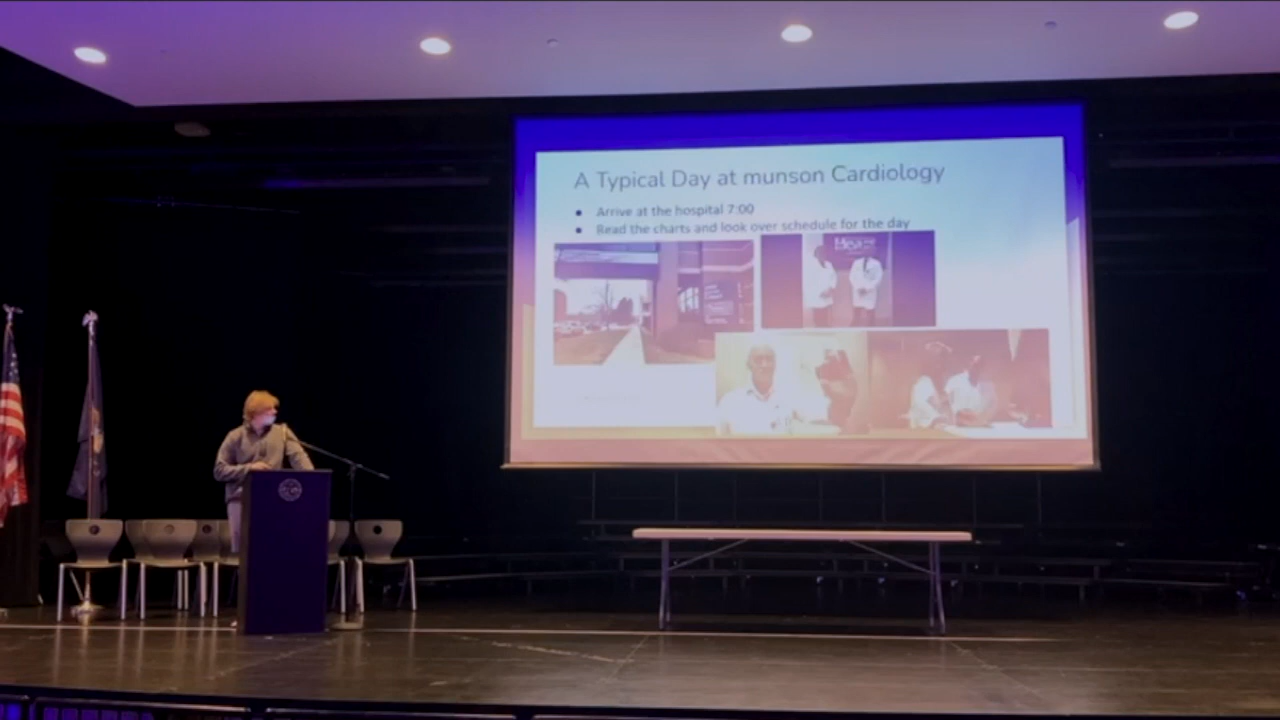 A Typical Day at munson Cardiology
Arrive at the hospital 7:00
Read the charts and look over schedule for the day